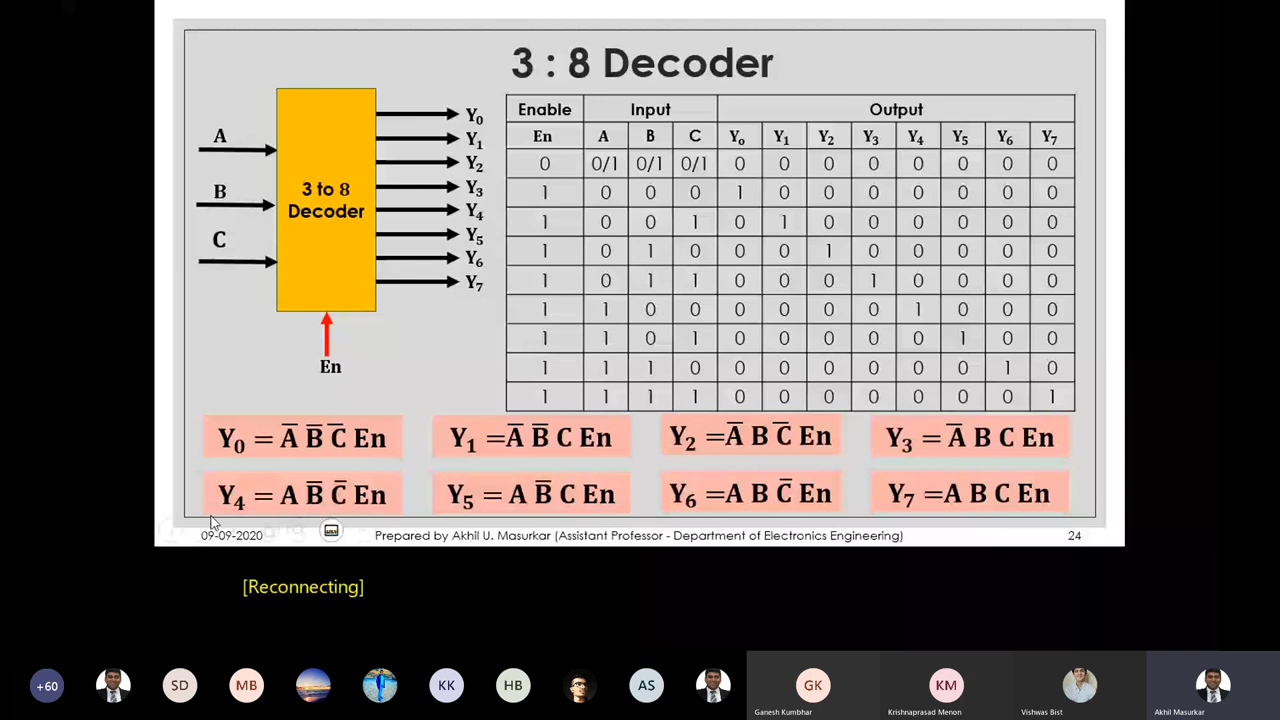 3 : 8 Decoder
A
B
C
3 to 8
Decoder
Y₀
Y₁
Y₂
Y₃
Y₄
Y₅
Y₆
Y₇
En
Enable Input Output
En A B C Y₀ Y₁ Y₂ Y₃ Y₄ Y₅ Y₆ Y₇
0 0/1 0/1 0/1 0 0 0 0 0 0 0 0
1 0 0 0 1 0 0 0 0 0 0 0
1 0 0 1 0 1 0 0 0 0 0 0
1 0 1 0 0 0 1 0 0 0 0 0
1 0 1 1 0 0 0 1 0 0 0 0
1 1 0 0 0 0 0 0 1 0 0 0
1 1 0 1 0 0 0 0 0 1 0 0
1 1 1 0 0 0 0 0 0 0 1 0
1 1 1 1 0 0 0 0 0 0 0 1
Y₀ = A̅ B̅ C̅ En Y₁ =A̅ B̅ C En Y₂ =A̅ B C̅ En Y₃ = A̅ B C En
Y₄ = A B̅ C̅ En Y₅ = A B̅ C En Y₆ =A B C̅ En Y₇ =A B C En
09-09-2020 Prepared by Akhil U. Masurkar (Assistant Professor - Department of Electronics Engineering) 24
[Reconnecting]
+60 SD MB KK HB AS GK KM
Ganesh Kumbhar Krishnaprasad Menon Vishwas Bist Akhil Masurkar